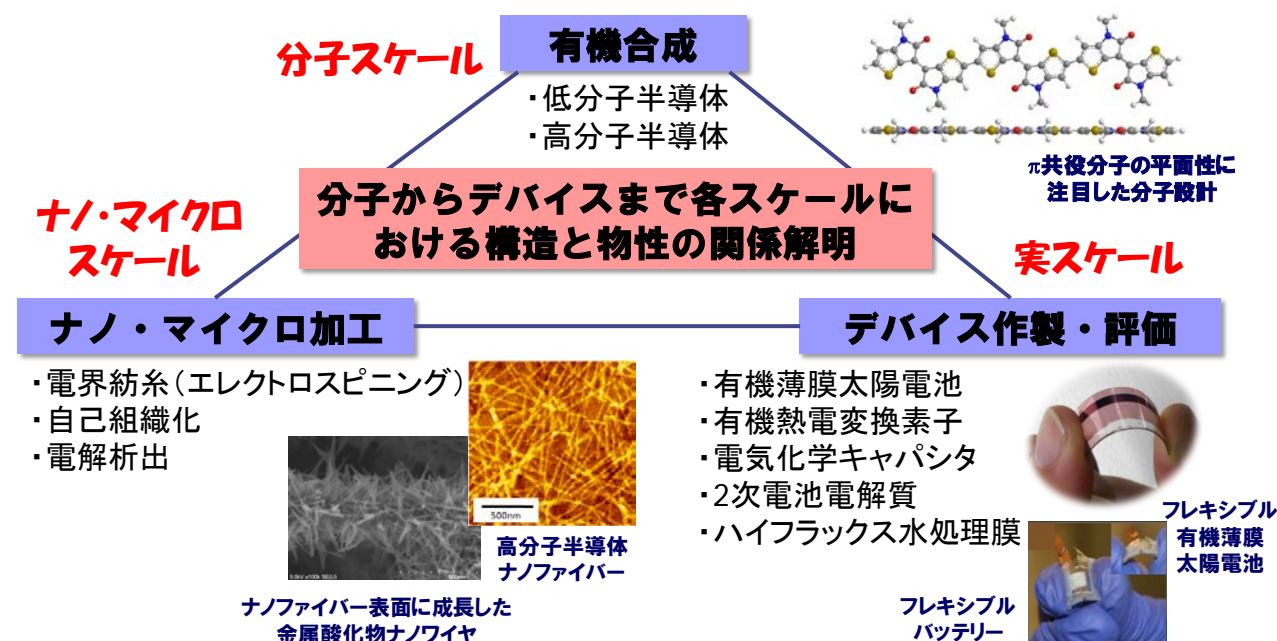 分子スケール
有機合成
・低分子半導体
・高分子半導体
π共役分子の平面性に
注目した分子設計
分子からデバイスまで各スケールに
おける構造と物性の関係解明
ナノ・マイクロ
スケール
実スケール
ナノ・マイクロ加工
・電界紡糸(エレクトロスピニング)
・自己組織化
・電解析出
500nm
高分子半導体
ナノファイバー
ナノファイバー表面に成長した
金属酸化物ナノワイヤ
デバイス作製・評価
・有機薄膜太陽電池
・有機熱電変換素子
・電気化学キャパシタ
・2次電池電解質
・ハイフラックス水処理膜
フレキシブル
有機薄膜
太陽電池
フレキシブル
バッテリー